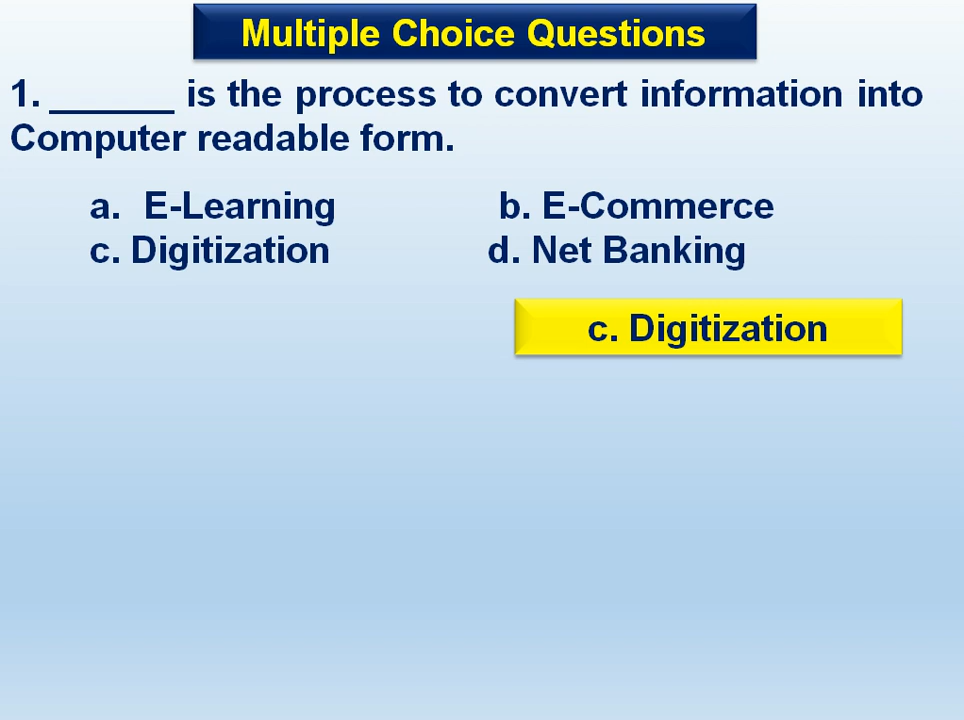 Multiple Choice Questions
1. ______ is the process to convert information into
Computer readable form.
a. E-Learning b. E-Commerce
c. Digitization d. Net Banking
c. Digitization